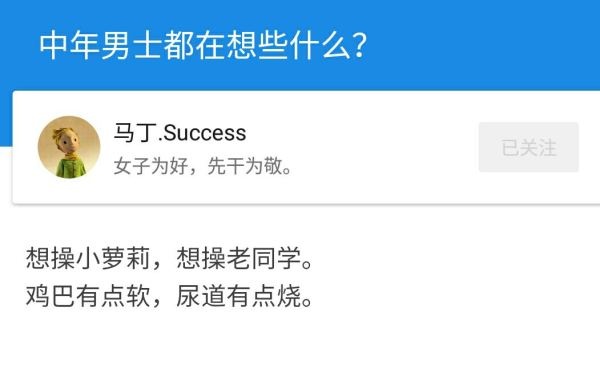 中年男士都在想些什么?
马丁.Success
女子为好，先干为敬。
已关注
想操小萝莉，想操老同学。
鸡巴有点软，尿道有点烧。